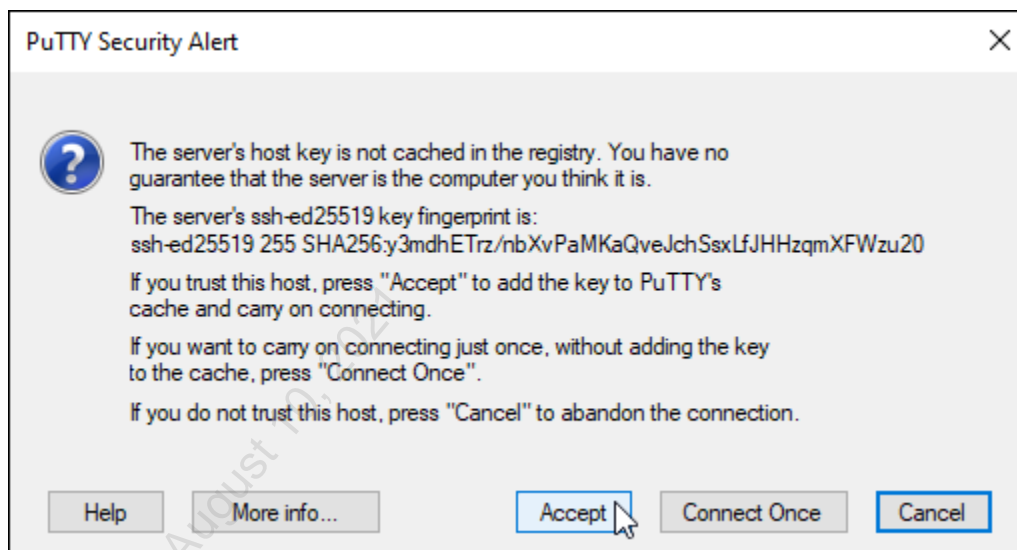 PuTTY Security Alert
The server's host key is not cached in the registry. You have no
guarantee that the server is the computer you think it is.
The server's ssh-ed25519 key fingerprint is:
ssh-ed25519 255 SHA256:y3mdhETrz/nbXvPaMKaQveJchSsxLfJHHzqmXFWzu20
If you trust this host, press "Accept" to add the key to PuTTY's
cache and carry on connecting.
If you want to carry on connecting just once, without adding the key
to the cache, press "Connect Once".
If you do not trust this host, press "Cancel" to abandon the connection.
Help
More info...
Accept
Connect Once
Cancel
August 10, 2024